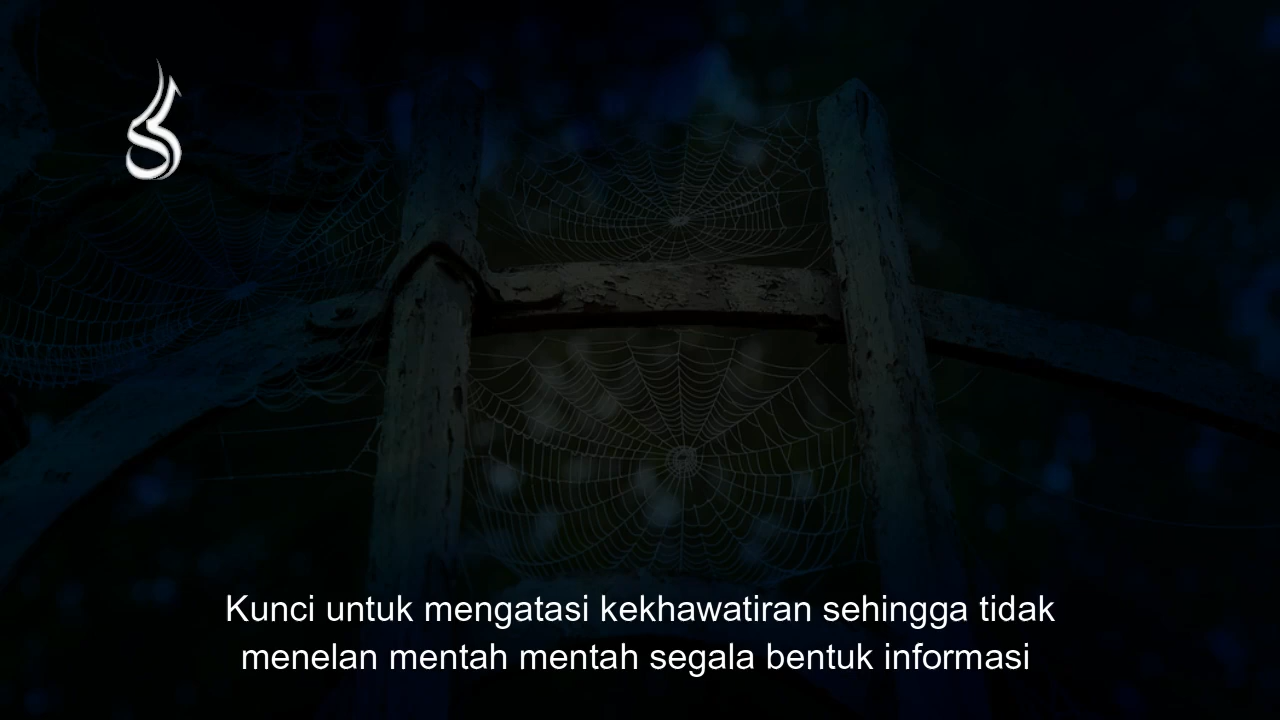 Kunci untuk mengatasi kekhawatiran sehingga tidak
menelan mentah mentah segala bentuk informasi